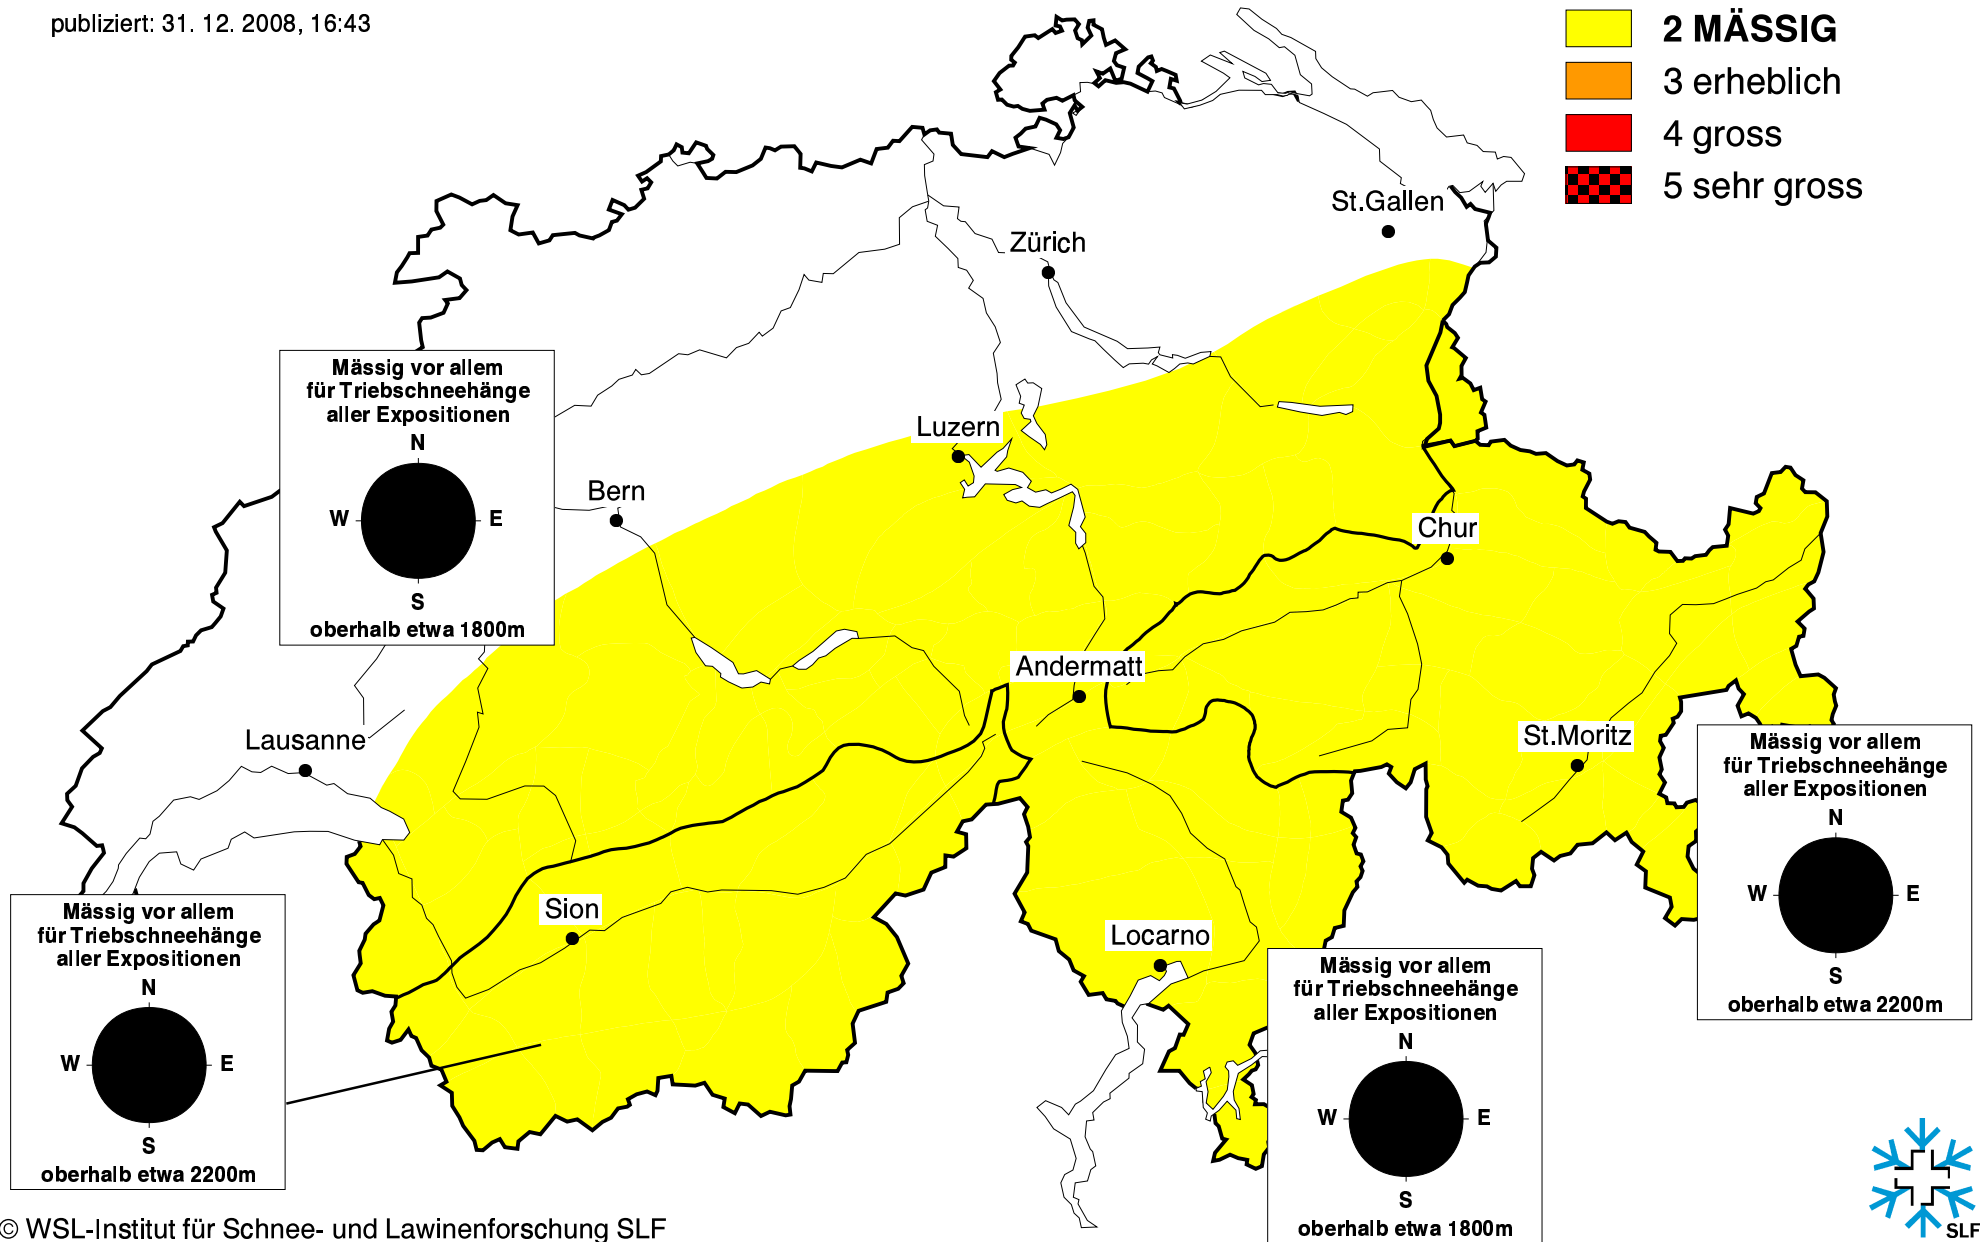 publiziert: 31. 12. 2008, 16:43
2 MÄSSIG
3 erheblich
4 gross
5 sehr gross
St.Gallen
Zürich
Mässig vor allem
für Triebschneehänge
aller Expositionen
N
W E
S
oberhalb etwa 1800m
Luzern
Bern
Chur
Andermatt
Lausanne
St.Moritz
Mässig vor allem
für Triebschneehänge
aller Expositionen
N
W E
S
oberhalb etwa 2200m
Sion
Locarno
Mässig vor allem
für Triebschneehänge
aller Expositionen
N
W E
S
oberhalb etwa 2200m
Mässig vor allem
für Triebschneehänge
aller Expositionen
N
W E
S
oberhalb etwa 1800m
© WSL-Institut für Schnee- und Lawinenforschung SLF
SLF